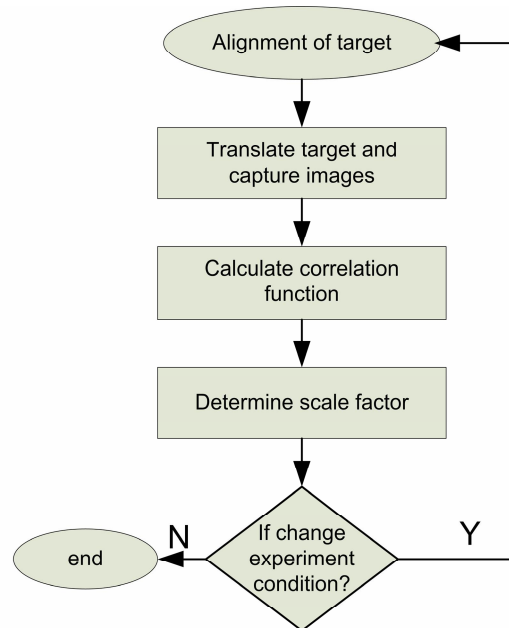 Alignment of target
Translate target and
capture images
Calculate correlation
function
Determine scale factor
If change
experiment
condition?
N
Y
end